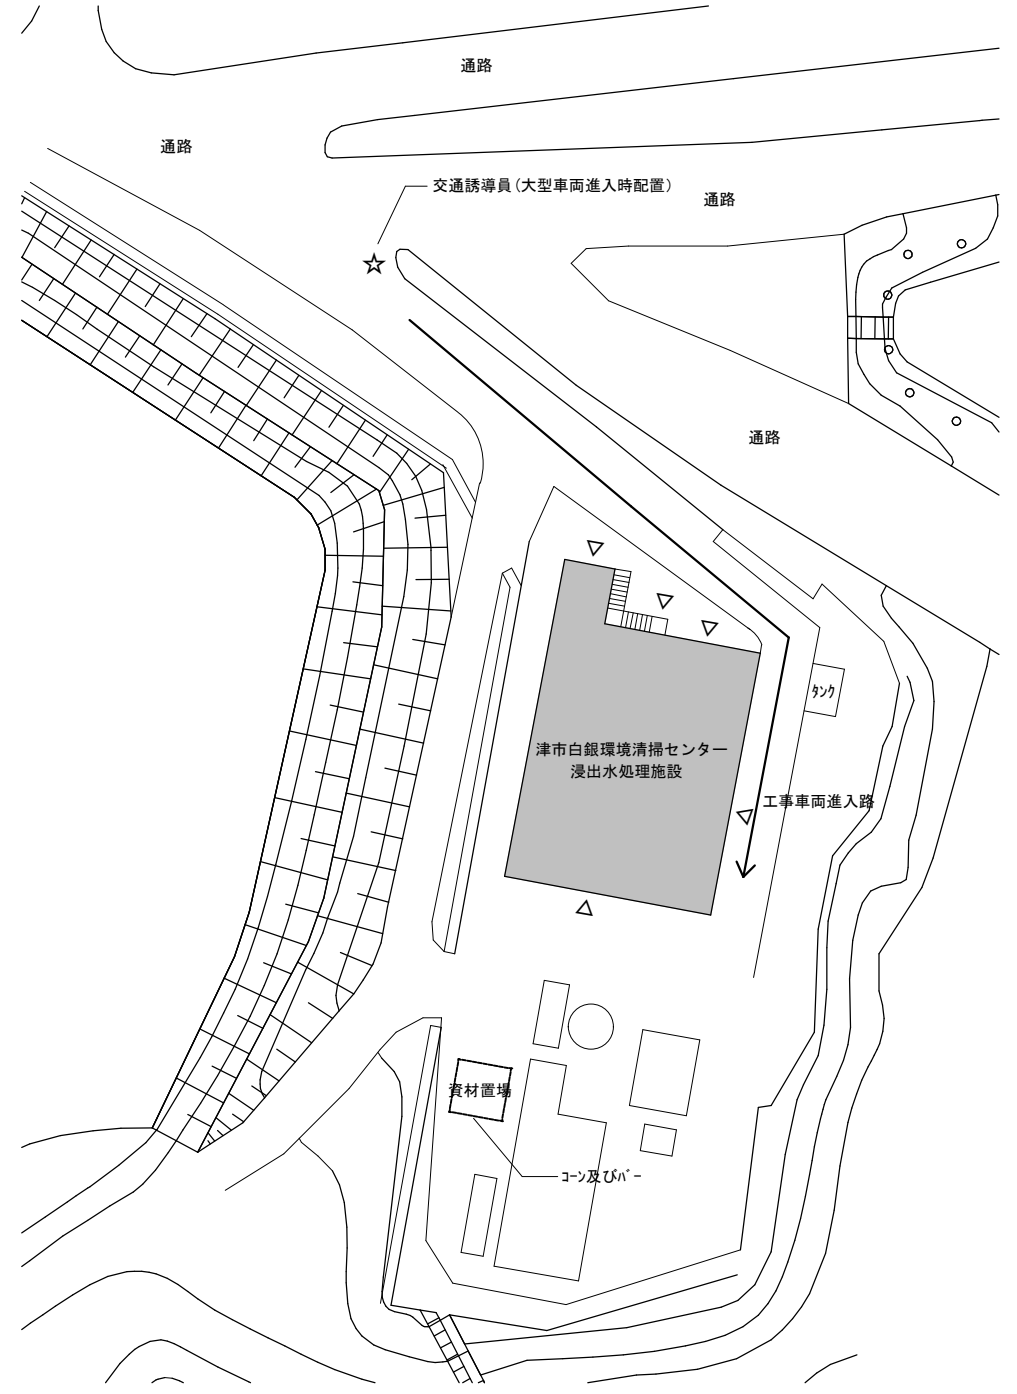 通路
通路
交通誘導員(大型車両進入時配置)
通路
通路
ﾀﾝｸ
津市白銀環境清掃センター
浸出水処理施設
工事車両進入路
資材置場
ｺｰﾝ及びﾊﾞｰ